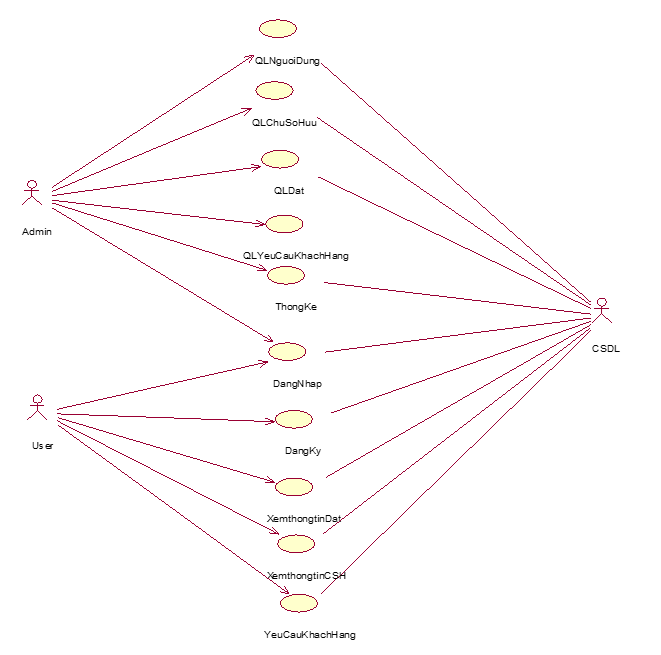 QLNguoiDung
QLChuSoHuu
QLDat
Admin
QLYeuCauKhachHang
ThongKe
CSDL
DangNhap
User
DangKy
XemthongtinDat
XemthongtinCSH
YeuCauKhachHang